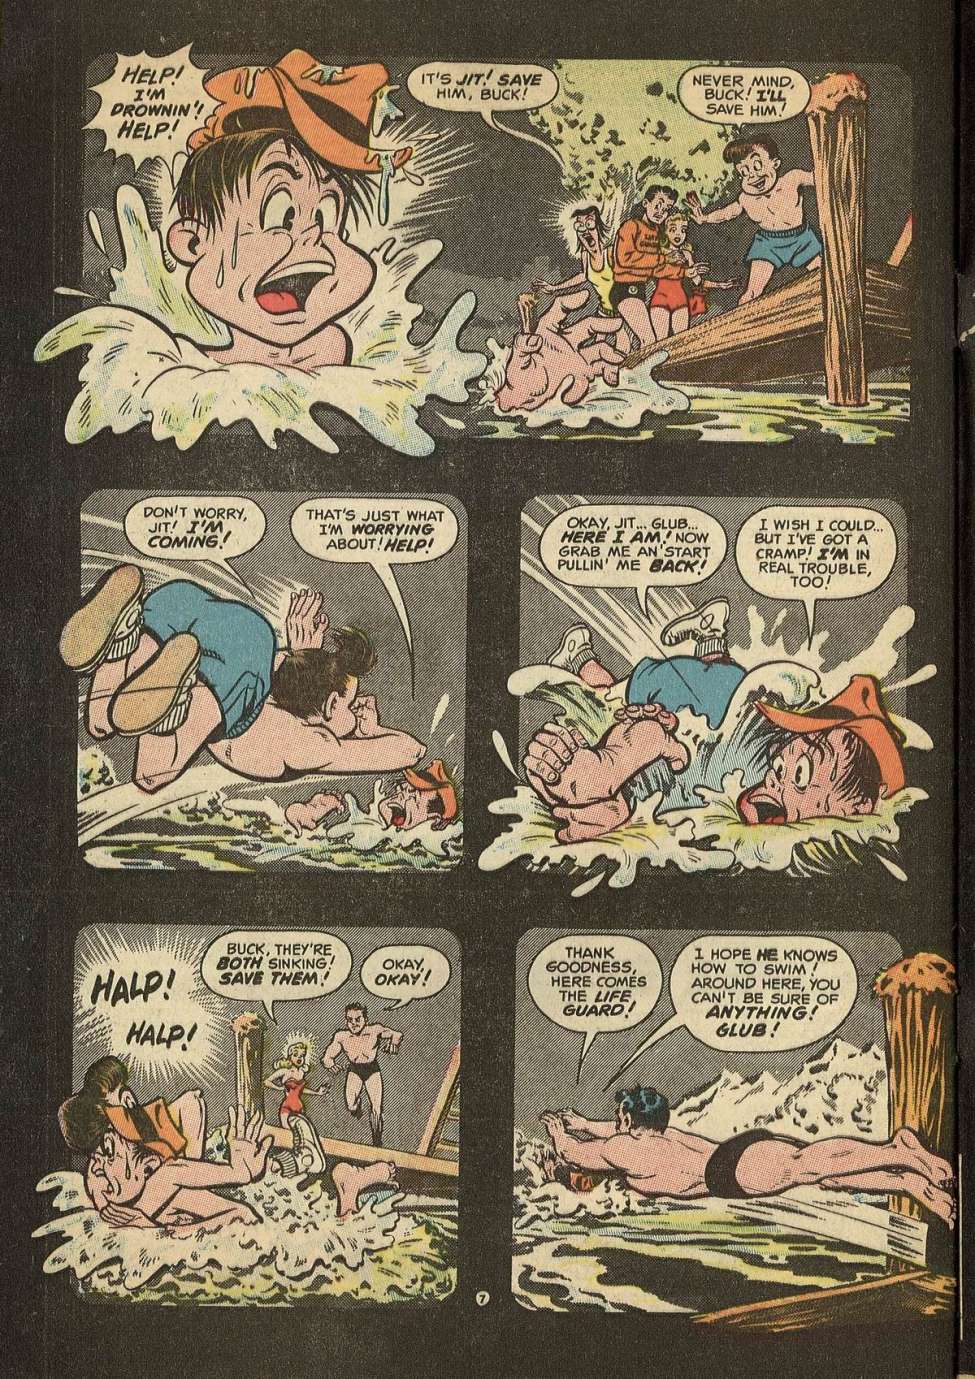 HELP!
I'M
DROWNIN'!
HELP!
IT'S JIT! SAVE
HIM, BUCK!
NEVER MIND,
BUCK! I'LL
SAVE HIM!
DON'T WORRY,
JIT! I'M
COMING!
THAT'S JUST WHAT
I'M WORRYING
ABOUT! HELP!
OKAY, JIT... GLUB...
HERE I AM! NOW
GRAB ME AN' START
PULLIN' ME BACK!
I WISH I COULD...
BUT I'VE GOT A
CRAMP! I'M IN
REAL TROUBLE,
TOO!
HALP!
HALP!
BUCK, THEY'RE
BOTH SINKING!
SAVE THEM!
OKAY,
OKAY!
THANK
GOODNESS,
HERE COMES
THE LIFE
GUARD!
I HOPE HE KNOWS
HOW TO SWIM!
AROUND HERE, YOU
CAN'T BE SURE OF
ANYTHING!
GLUB!
7